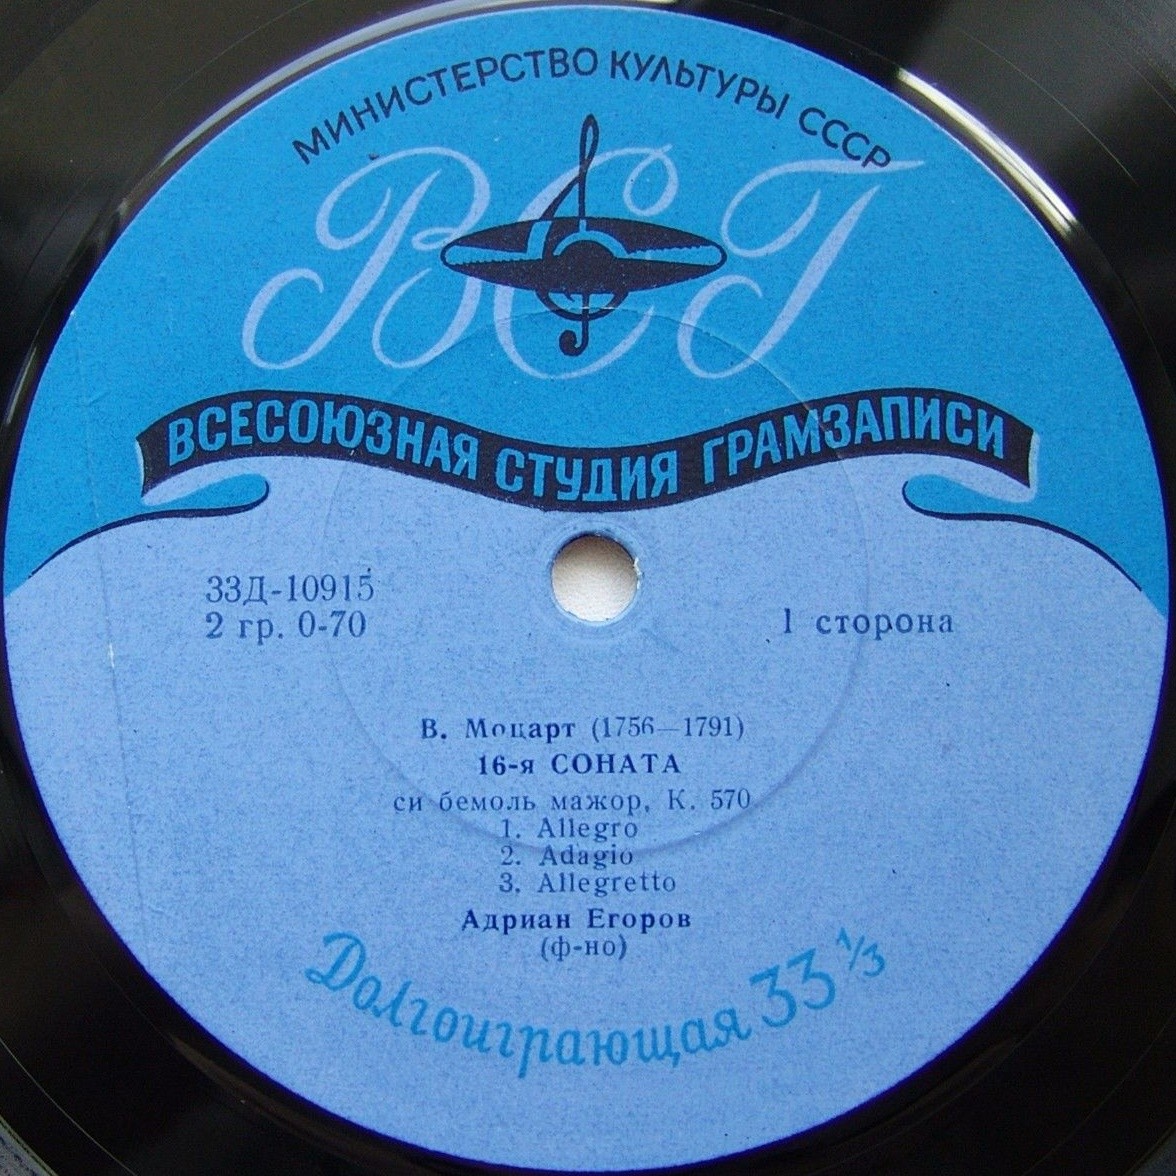 МИНИСТЕРСТВО КУЛЬТУРЫ СССР
ВСГ
ВСЕСОЮЗНАЯ СТУДИЯ ГРАМЗАПИСИ
33Д-10915
2 гр. 0-70
1 сторона
В. Моцарт (1756—1791)
16-я СОНАТА
си бемоль мажор, К. 570
1. Allegro
2. Adagio
3. Allegretto
Адриан Егоров
(ф-но)
Долгоиграющая 33 1/3